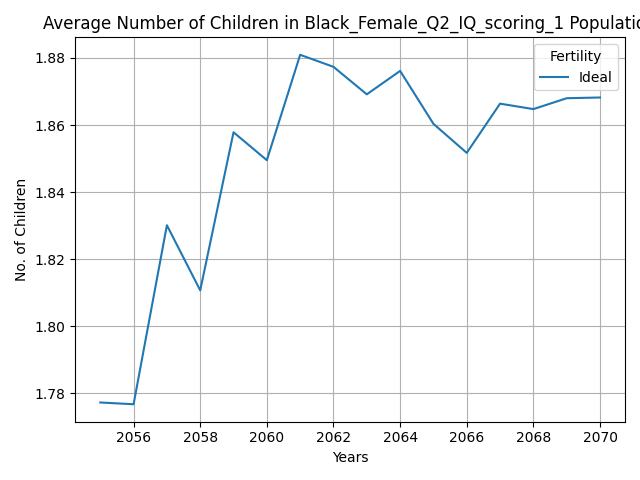 Average Number of Children in Black_Female_Q2_IQ_scoring_1 Populatio
Fertility
Ideal
No. of Children
1.88
1.86
1.84
1.82
1.80
1.78
2056 2058 2060 2062 2064 2066 2068 2070
Years